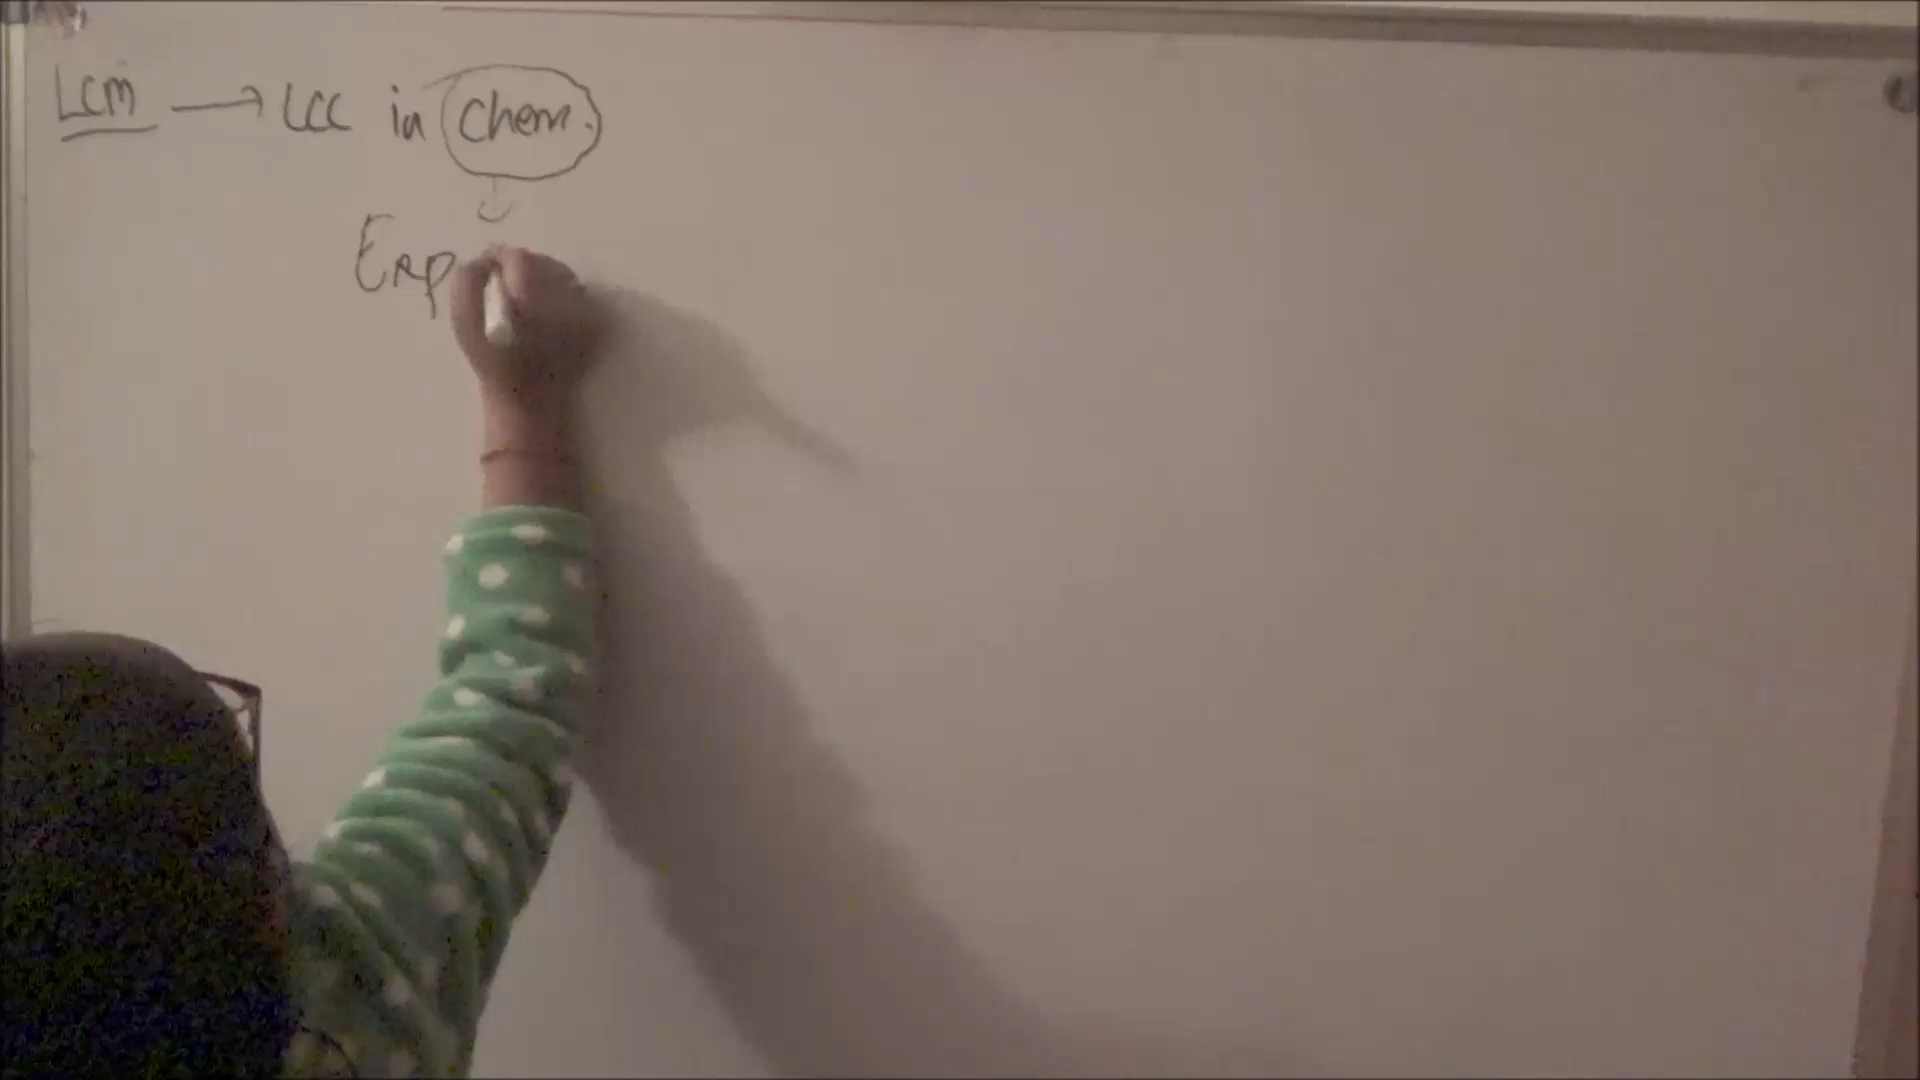 Lcm → LCC in Chem.
Exp